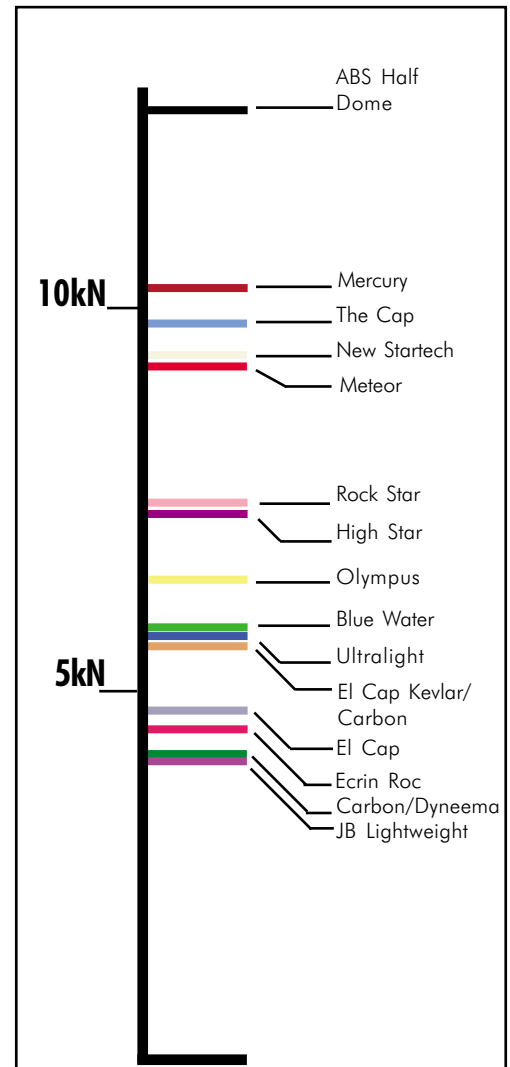 ABS Half
Dome
10kN
Mercury
The Cap
New Startech
Meteor
Rock Star
High Star
Olympus
Blue Water
Ultralight
5kN
El Cap Kevlar/
Carbon
El Cap
Ecrin Roc
Carbon/Dyneema
JB Lightweight